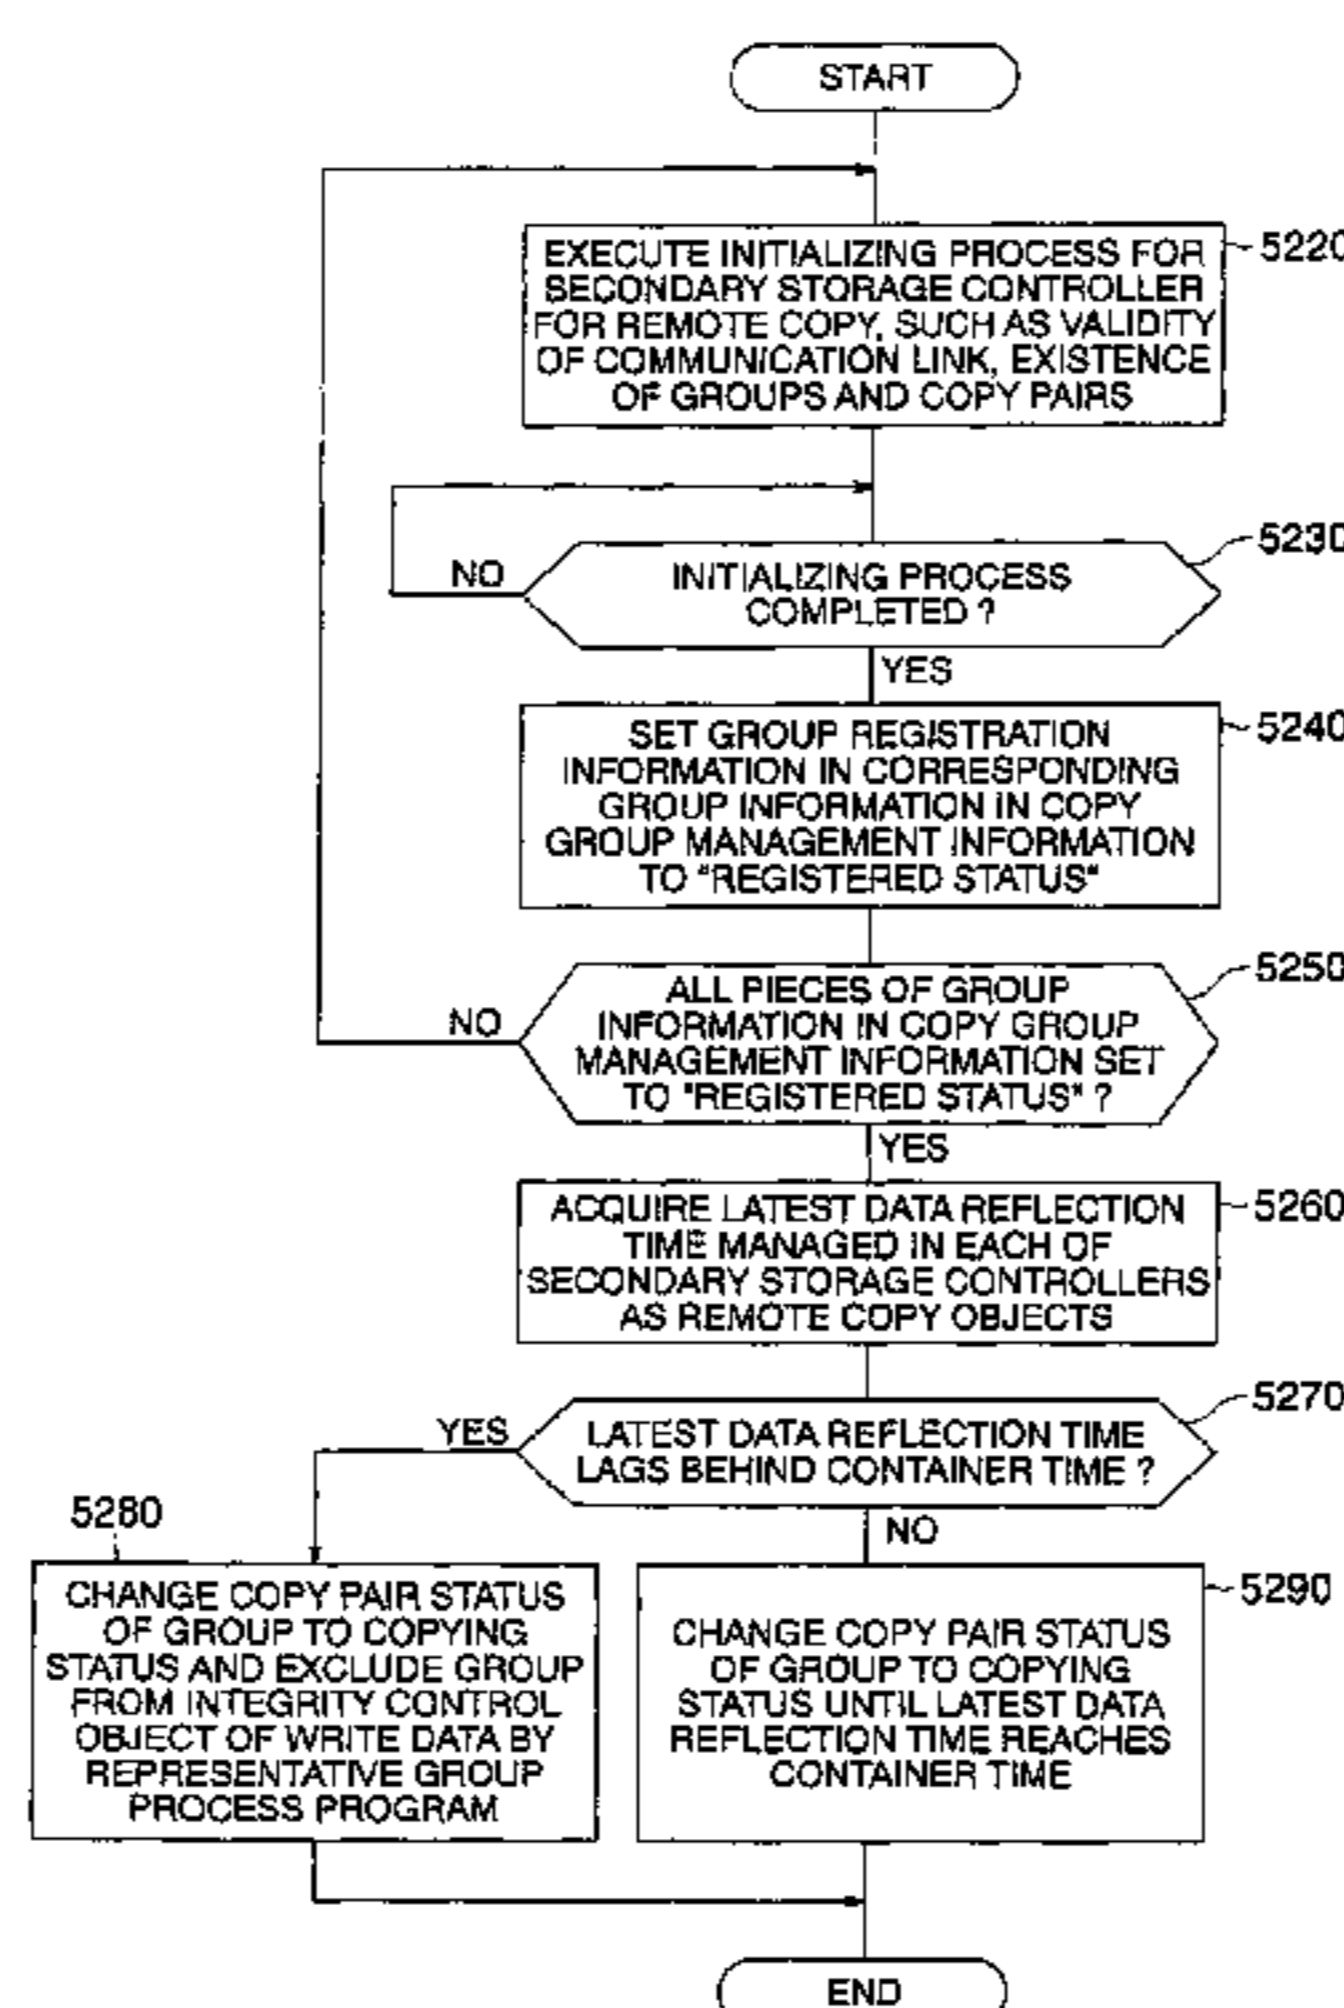 START
EXECUTE INITIALIZING PROCESS FOR
SECONDARY STORAGE CONTROLLER
FOR REMOTE COPY, SUCH AS VALIDITY
OF COMMUNICATION LINK, EXISTENCE
OF GROUPS AND COPY PAIRS
5220
INITIALIZING PROCESS
COMPLETED ?
5230
NO
YES
SET GROUP REGISTRATION
INFORMATION IN CORRESPONDING
GROUP INFORMATION IN COPY
GROUP MANAGEMENT INFORMATION
TO "REGISTERED STATUS"
5240
ALL PIECES OF GROUP
INFORMATION IN COPY GROUP
MANAGEMENT INFORMATION SET
TO "REGISTERED STATUS" ?
5250
NO
YES
ACQUIRE LATEST DATA REFLECTION
TIME MANAGED IN EACH OF
SECONDARY STORAGE CONTROLLERS
AS REMOTE COPY OBJECTS
5260
LATEST DATA REFLECTION TIME
LAGS BEHIND CONTAINER TIME ?
5270
YES
NO
5280
CHANGE COPY PAIR STATUS
OF GROUP TO COPYING
STATUS AND EXCLUDE GROUP
FROM INTEGRITY CONTROL
OBJECT OF WRITE DATA BY
REPRESENTATIVE GROUP
PROCESS PROGRAM
5290
CHANGE COPY PAIR STATUS
OF GROUP TO COPYING
STATUS UNTIL LATEST DATA
REFLECTION TIME REACHES
CONTAINER TIME
END